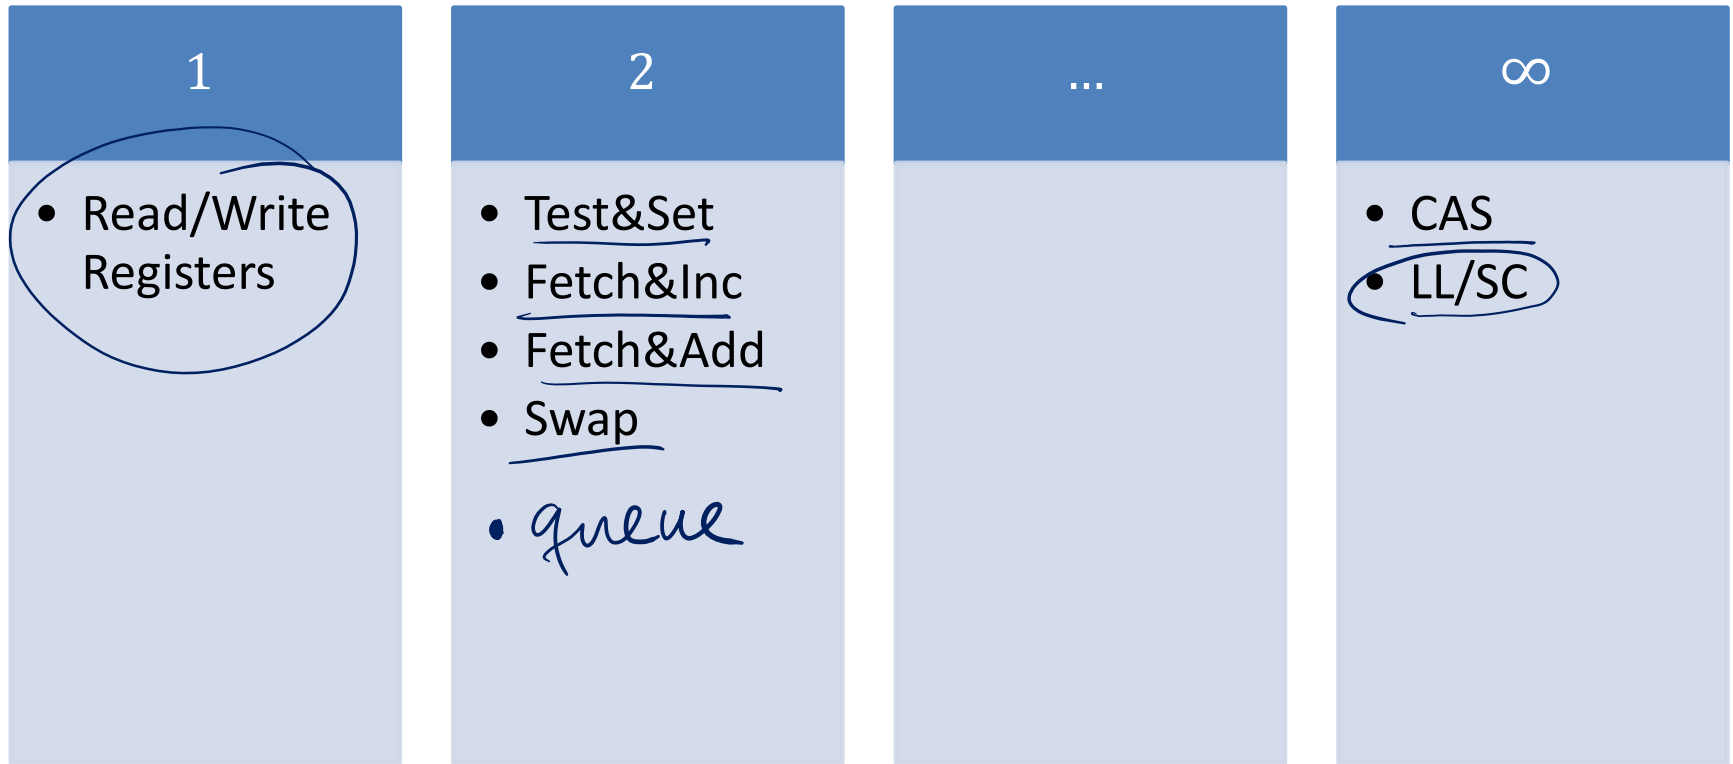 1
• Read/Write
Registers
2
• Test&Set
• Fetch&Inc
• Fetch&Add
• Swap
• queue
...
∞
• CAS
• LL/SC